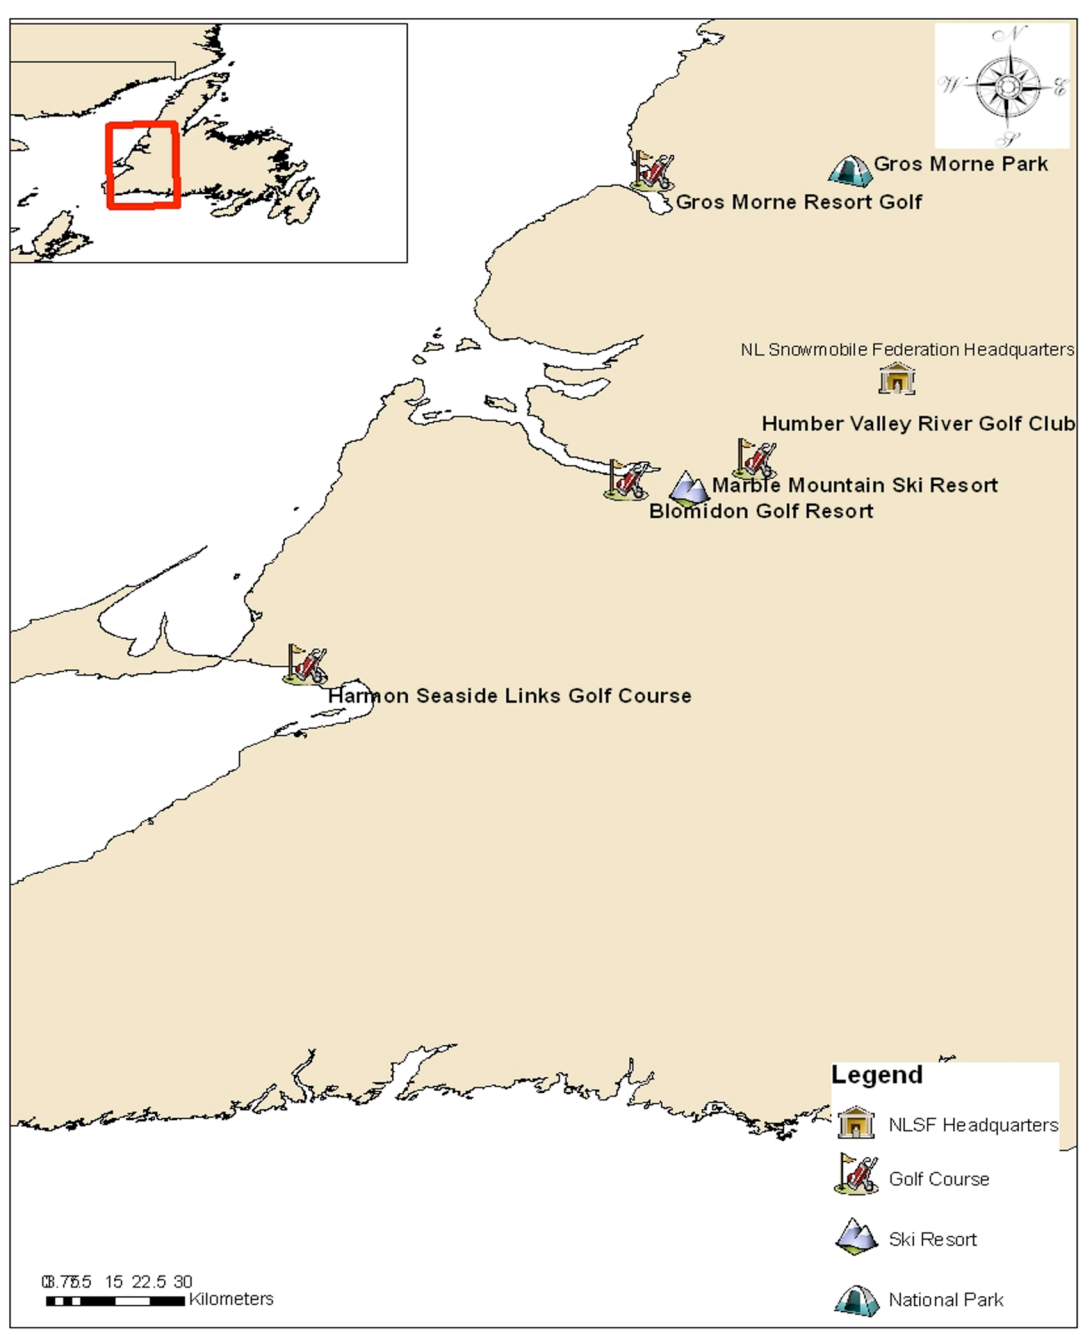 N
W E
S
Gros Morne Park
Gros Morne Resort Golf
NL Snowmobile Federation Headquarters
Humber Valley River Golf Club
Marble Mountain Ski Resort
Blomidon Golf Resort
Harmon Seaside Links Golf Course
Legend
NLSF Headquarters
Golf Course
Ski Resort
National Park
15 22.5 30
Kilometers